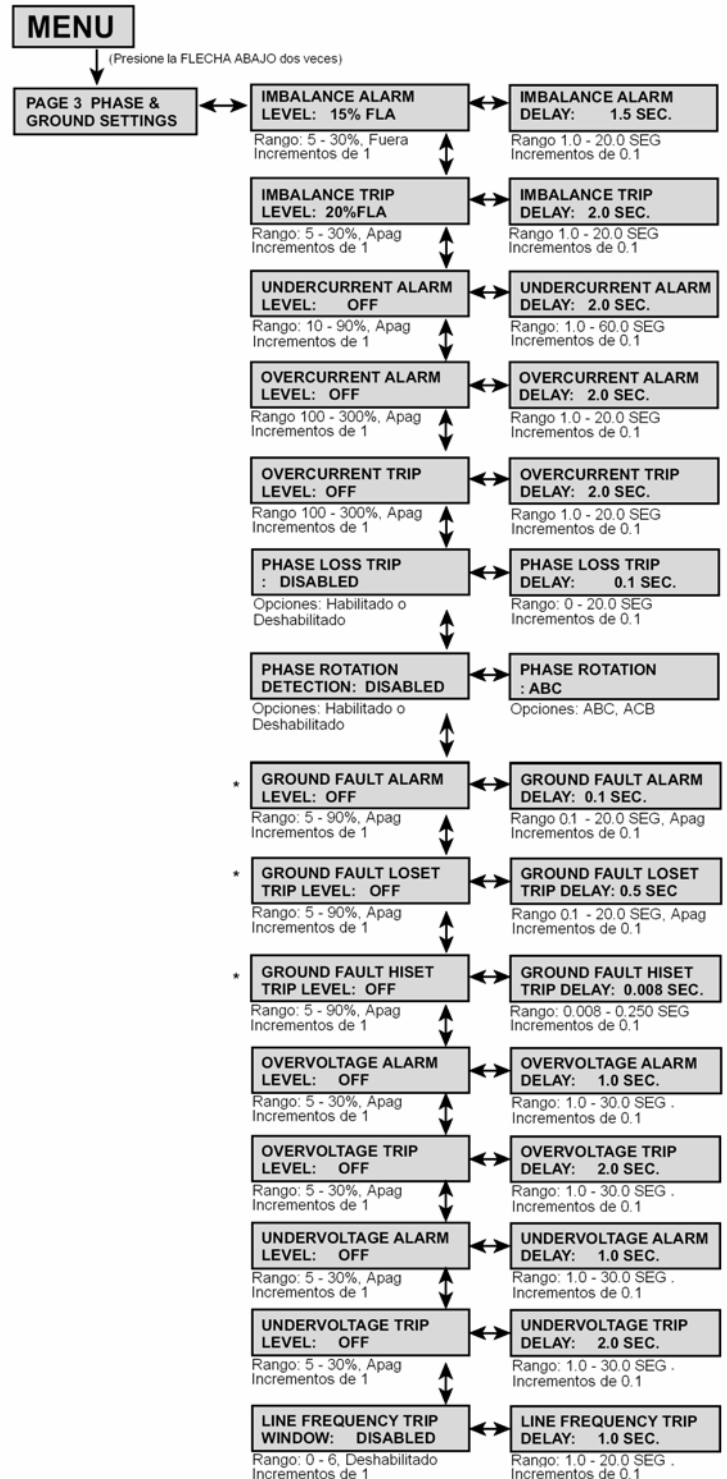 MENU
(Presione la FLECHA ABAJO dos veces)
PAGE 3 PHASE &
GROUND SETTINGS
IMBALANCE ALARM
LEVEL: 15% FLA
Rango: 5 - 30%, Fuera
Incrementos de 1
IMBALANCE ALARM
DELAY: 1.5 SEC.
Rango 1.0 - 20.0 SEG
Incrementos de 0.1
IMBALANCE TRIP
LEVEL: 20%FLA
Rango: 5 - 30%, Apag
Incrementos de 1
IMBALANCE TRIP
DELAY: 2.0 SEC.
Rango 1.0 - 20.0 SEG
Incrementos de 0.1
UNDERCURRENT ALARM
LEVEL: OFF
Rango: 10 - 90%, Apag
Incrementos de 1
UNDERCURRENT ALARM
DELAY: 2.0 SEC.
Rango: 1.0 - 60.0 SEG
Incrementos de 0.1
OVERCURRENT ALARM
LEVEL: OFF
Rango 100 - 300%, Apag
Incrementos de 1
OVERCURRENT ALARM
DELAY: 2.0 SEC.
Rango 1.0 - 20.0 SEG
Incrementos de 0.1
OVERCURRENT TRIP
LEVEL: OFF
Rango 100 - 300%, Apag
Incrementos de 1
OVERCURRENT TRIP
DELAY: 2.0 SEC.
Rango 1.0 - 20.0 SEG
Incrementos de 0.1
PHASE LOSS TRIP
: DISABLED
Opciones: Habilitado o
Deshabilitado
PHASE LOSS TRIP
DELAY: 0.1 SEC.
Rango: 0 - 20.0 SEG
Incrementos de 0.1
PHASE ROTATION
DETECTION: DISABLED
Opciones: Habilitado o
Deshabilitado
PHASE ROTATION
: ABC
Opciones: ABC, ACB
* GROUND FAULT ALARM
LEVEL: OFF
Rango: 5 - 90%, Apag
Incrementos de 1
GROUND FAULT ALARM
DELAY: 0.1 SEC.
Rango 0.1 - 20.0 SEG, Apag
Incrementos de 0.1
* GROUND FAULT LOSET
TRIP LEVEL: OFF
Rango: 5 - 90%, Apag
Incrementos de 1
GROUND FAULT LOSET
TRIP DELAY: 0.5 SEC
Rango 0.1 - 20.0 SEG, Apag
Incrementos de 0.1
* GROUND FAULT HISET
TRIP LEVEL: OFF
Rango: 5 - 90%, Apag
Incrementos de 1
GROUND FAULT HISET
TRIP DELAY: 0.008 SEC.
Rango: 0.008 - 0.250 SEG
Incrementos de 0.1
OVERVOLTAGE ALARM
LEVEL: OFF
Rango: 5 - 30%, Apag
Incrementos de 1
OVERVOLTAGE ALARM
DELAY: 1.0 SEC.
Rango: 1.0 - 30.0 SEG .
Incrementos de 0.1
OVERVOLTAGE TRIP
LEVEL: OFF
Rango: 5 - 30%, Apag
Incrementos de 1
OVERVOLTAGE TRIP
DELAY: 2.0 SEC.
Rango: 1.0 - 30.0 SEG .
Incrementos de 0.1
UNDERVOLTAGE ALARM
LEVEL: OFF
Rango: 5 - 30%, Apag
Incrementos de 1
UNDERVOLTAGE ALARM
DELAY: 1.0 SEC.
Rango: 1.0 - 30.0 SEG .
Incrementos de 0.1
UNDERVOLTAGE TRIP
LEVEL: OFF
Rango: 5 - 30%, Apag
Incrementos de 1
UNDERVOLTAGE TRIP
DELAY: 2.0 SEC.
Rango: 1.0 - 30.0 SEG .
Incrementos de 0.1
LINE FREQUENCY TRIP
WINDOW: DISABLED
Rango: 0 - 6, Deshabilitado
Incrementos de 1
LINE FREQUENCY TRIP
DELAY: 1.0 SEC.
Rango: 1.0 - 20.0 SEG .
Incrementos de 0.1